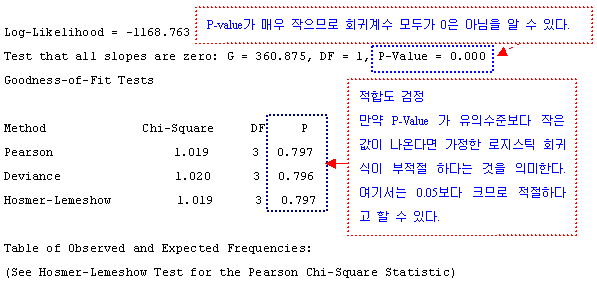 Log-Likelihood = -1168.763
P-value가 매우 작으므로 회귀계수 모두가 0은 아님을 알 수 있다.
Test that all slopes are zero: G = 360.875, DF = 1, P-Value = 0.000
Goodness-of-Fit Tests
적합도 검정
만약 P-Value 가 유의수준보다 작은
값이 나온다면 가정한 로지스틱 회귀
식이 부적절 하다는 것을 의미한다.
여기서는 0.05보다 크므로 적절하다
고 할 수 있다.
Method Chi-Square DF P
Pearson 1.019 3 0.797
Deviance 1.020 3 0.796
Hosmer-Lemeshow 1.019 3 0.797
Table of Observed and Expected Frequencies:
(See Hosmer-Lemeshow Test for the Pearson Chi-Square Statistic)